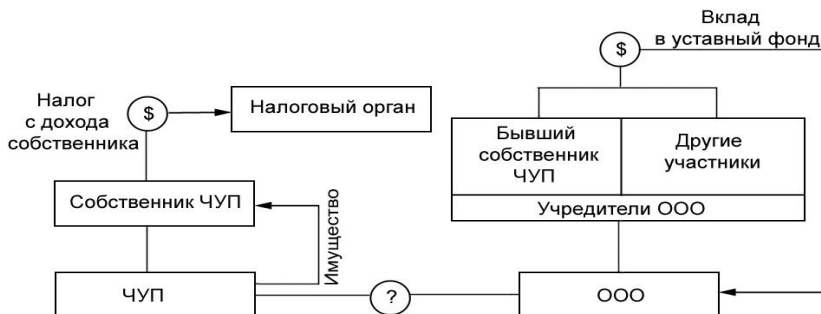 Вклад
в уставный фонд
$
Налог
с дохода
собственника
$
Налоговый орган
Бывший
собственник
ЧУП
Другие
участники
Учредители ООО
Собственник ЧУП
Имущество
ЧУП
?
ООО